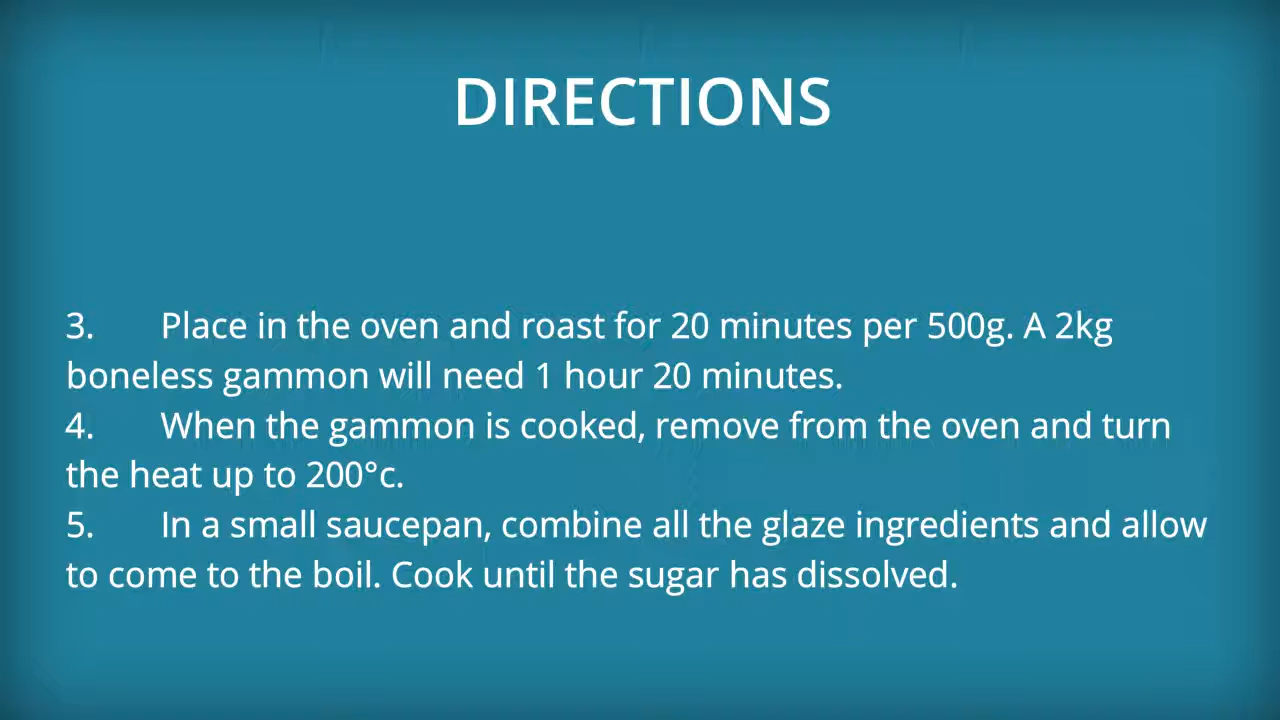 DIRECTIONS
3. Place in the oven and roast for 20 minutes per 500g. A 2kg
boneless gammon will need 1 hour 20 minutes.
4. When the gammon is cooked, remove from the oven and turn
the heat up to 200°c.
5. In a small saucepan, combine all the glaze ingredients and allow
to come to the boil. Cook until the sugar has dissolved.